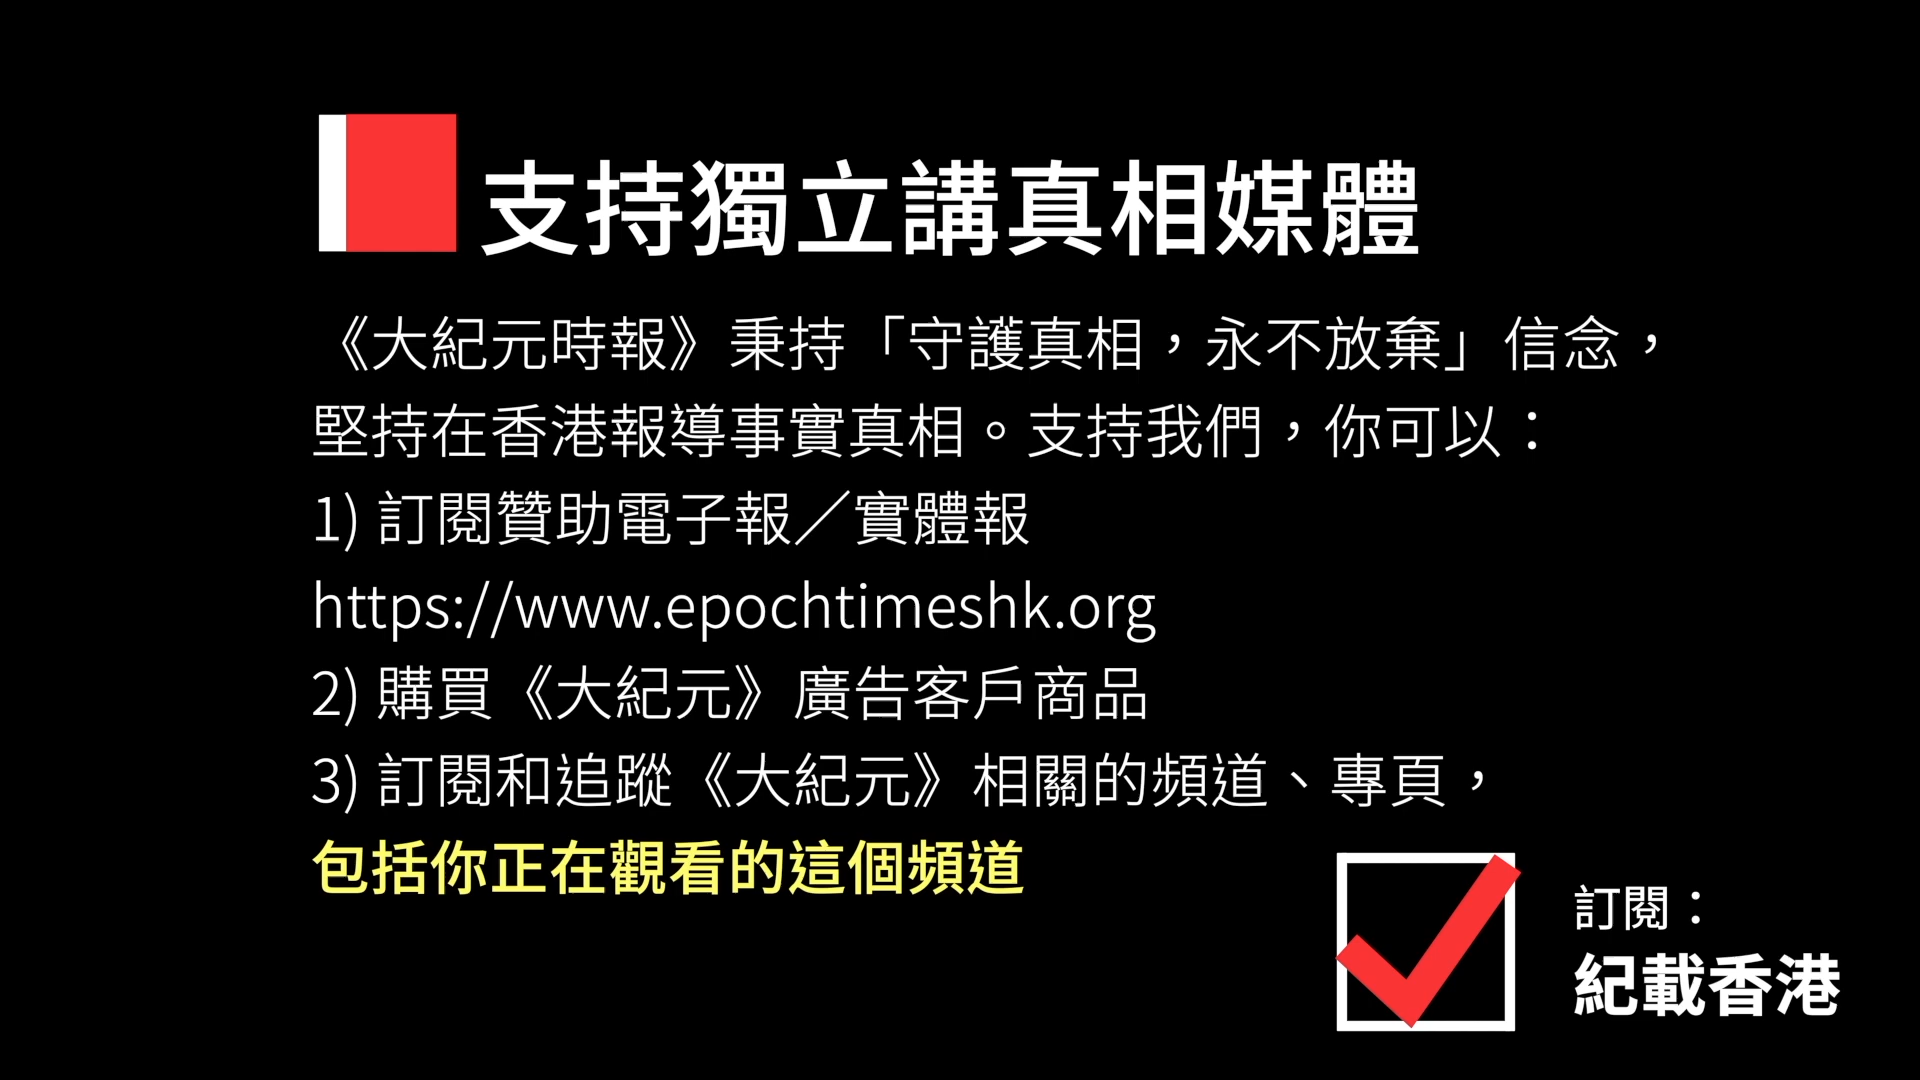 支持獨立講真相媒體
《大紀元時報》秉持「守護真相，永不放棄」信念，
堅持在香港報導事實真相。支持我們，你可以：
1) 訂閱贊助電子報／實體報
https://www.epochtimeshk.org
2) 購買《大紀元》廣告客戶商品
3) 訂閱和追蹤《大紀元》相關的頻道、專頁，
包括你正在觀看的這個頻道
訂閱：
紀載香港